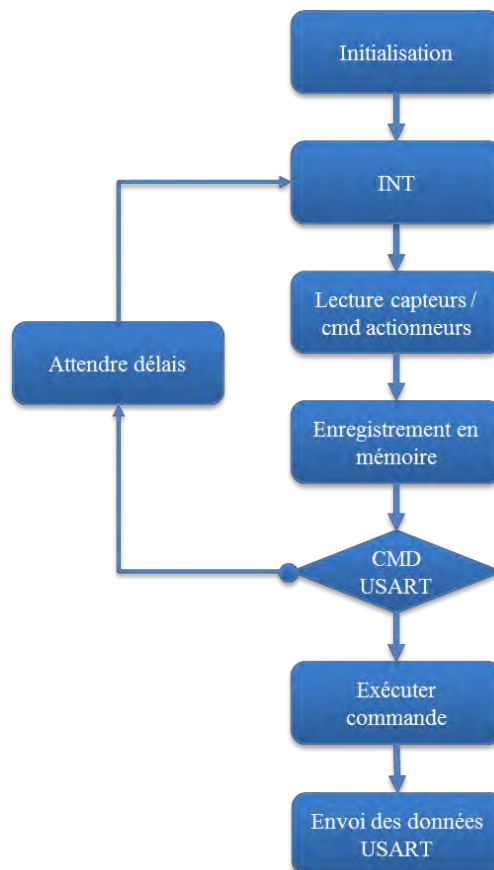 Initialisation
INT
Lecture capteurs /
cmd actionneurs
Attendre délais
Enregistrement en
mémoire
CMD
USART
Exécuter
commande
Envoi des données
USART